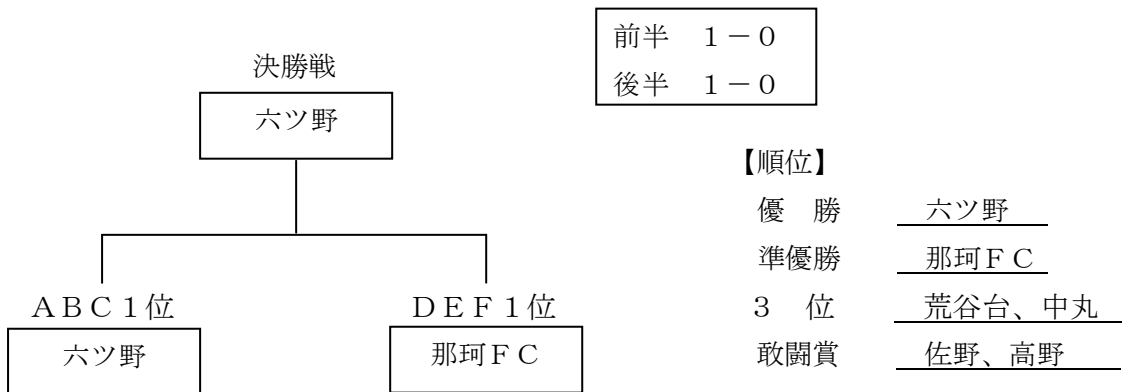 前半　１－０
後半　１－０
決勝戦
六ツ野
ＡＢＣ１位
六ツ野
ＤＥＦ１位
那珂ＦＣ
【順位】
優　勝　六ツ野
準優勝　那珂ＦＣ
３　位　荒谷台、中丸
敢闘賞　佐野、高野